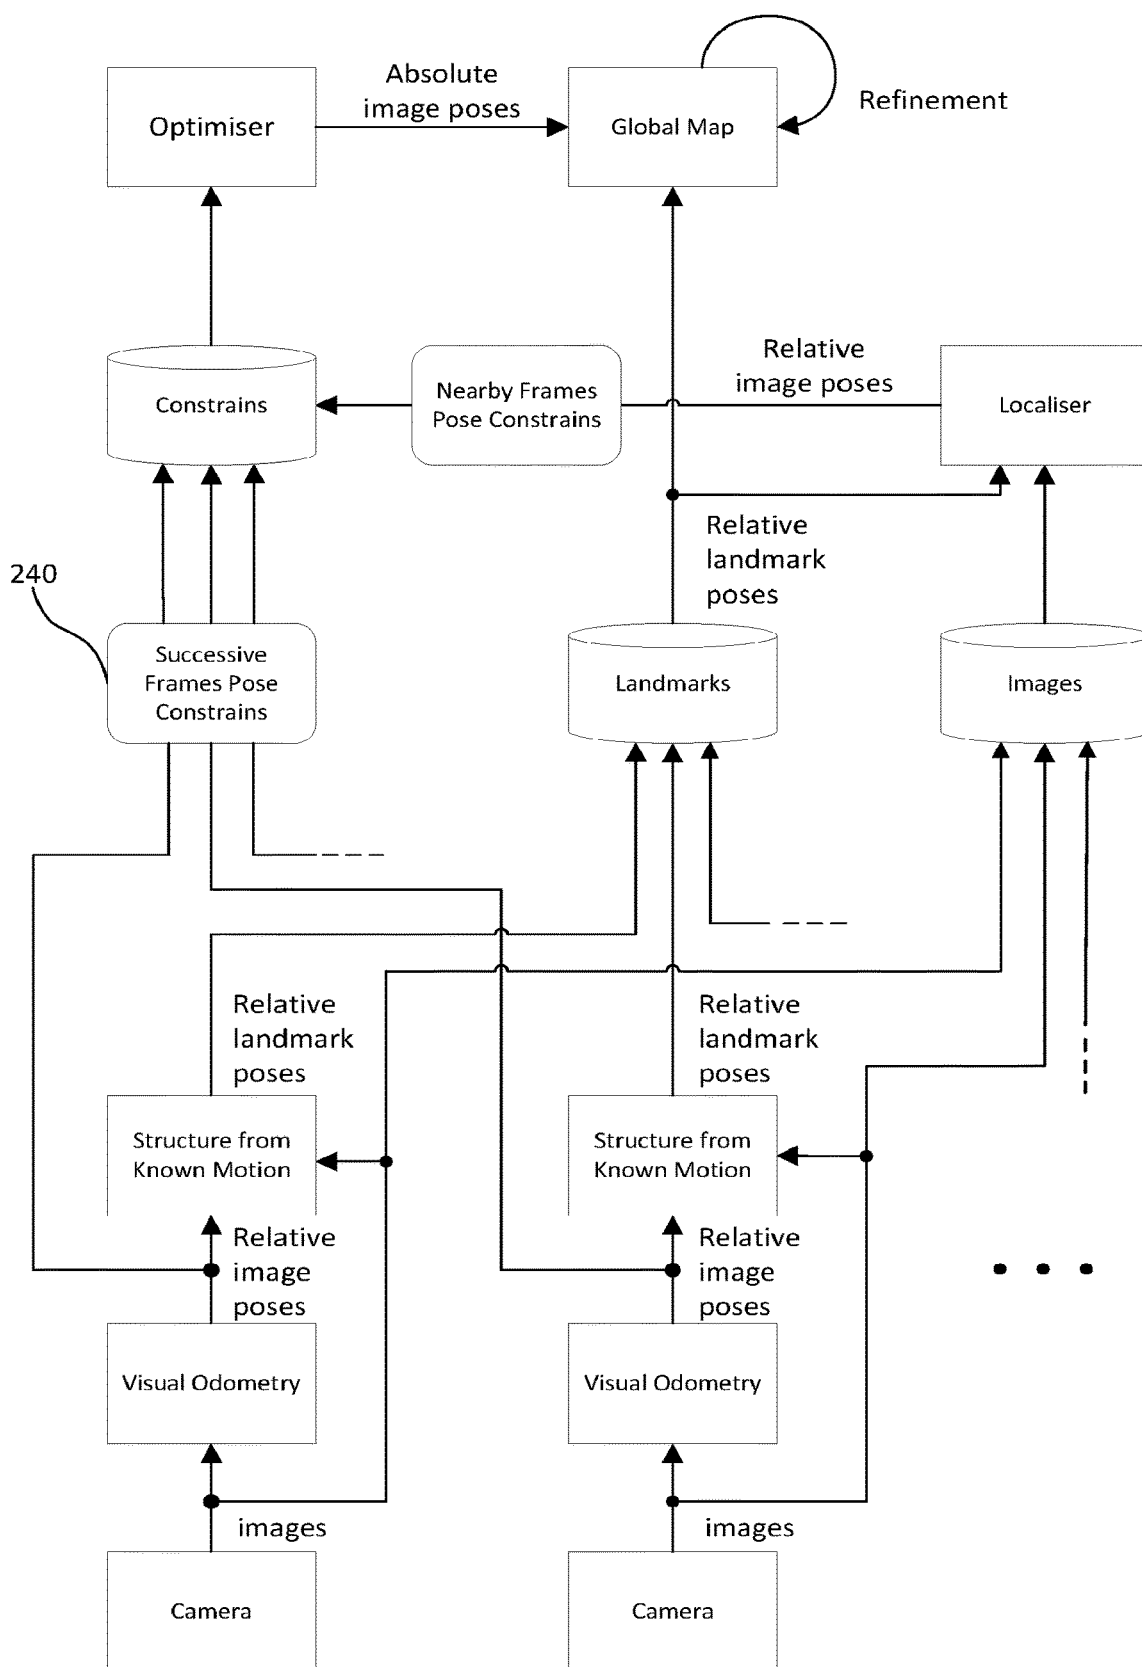 Absolute
image poses
Refinement
Optimiser
Global Map
Relative
image poses
Constrains
Nearby Frames
Pose Constrains
Localiser
Relative
landmark
poses
240
Successive
Frames Pose
Constrains
Landmarks
Images
Relative
landmark
poses
Relative
landmark
poses
Structure from
Known Motion
Structure from
Known Motion
Relative
image
poses
Relative
image
poses
Visual Odometry
Visual Odometry
images
images
Camera
Camera